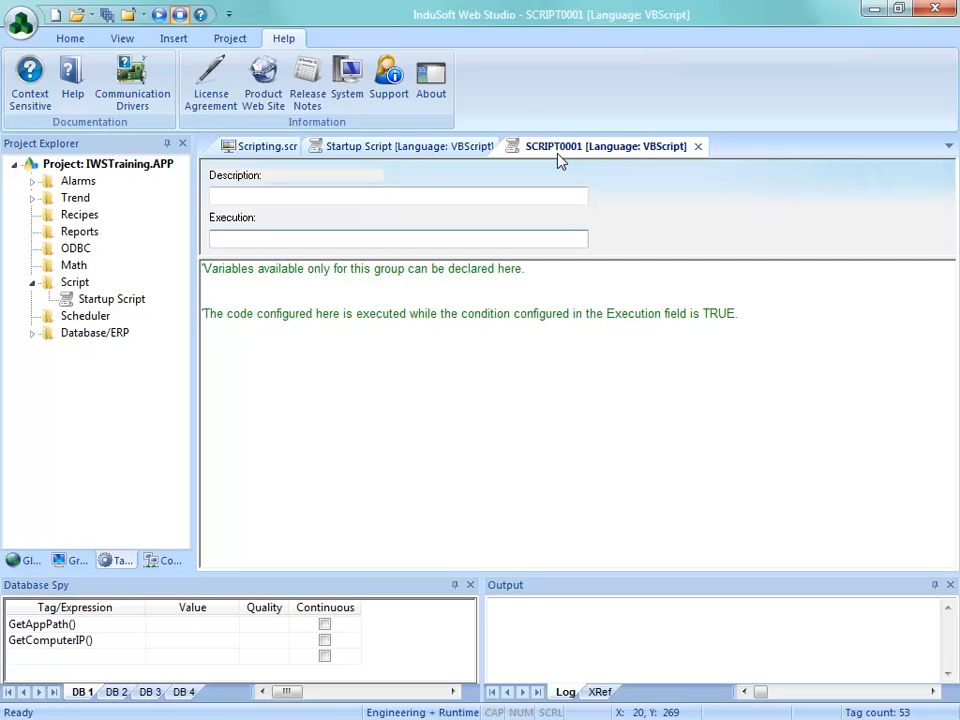 InduSoft Web Studio - SCRIPT0001 [Language: VBScript]
Home View Insert Project Help
Context Sensitive
Help
Communication Drivers
License Agreement
Product Web Site
Release Notes
System
Support
About
Documentation
Information
Project Explorer
Scripting.scr
Startup Script [Language: VBScript]
SCRIPT0001 [Language: VBScript]
Project: IWSTraining.APP
Alarms
Trend
Recipes
Reports
ODBC
Math
Script
Startup Script
Scheduler
Database/ERP
Description:
Execution:
'Variables available only for this group can be declared here.
'The code configured here is executed while the condition configured in the Execution field is TRUE.
Gl... Gr... Ta... Co...
Database Spy
Tag/Expression Value Quality Continuous
GetAppPath()
GetComputerIP()
DB 1 DB 2 DB 3 DB 4
Output
Log XRef
Ready Engineering + Runtime CAP NUM SCRL X: 20, Y: 269 Tag count: 53